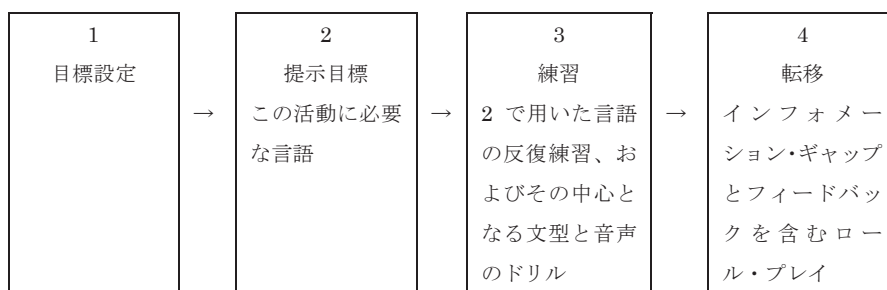 1
目標設定
→
2
提示目標
この活動に必要
な言語
→
3
練習
2 で用いた言語
の反復練習、お
よびその中心と
なる文型と音声
のドリル
→
4
転移
インフォメー
ション・ギャップ
とフィードバッ
クを含むロー
ル・プレイ